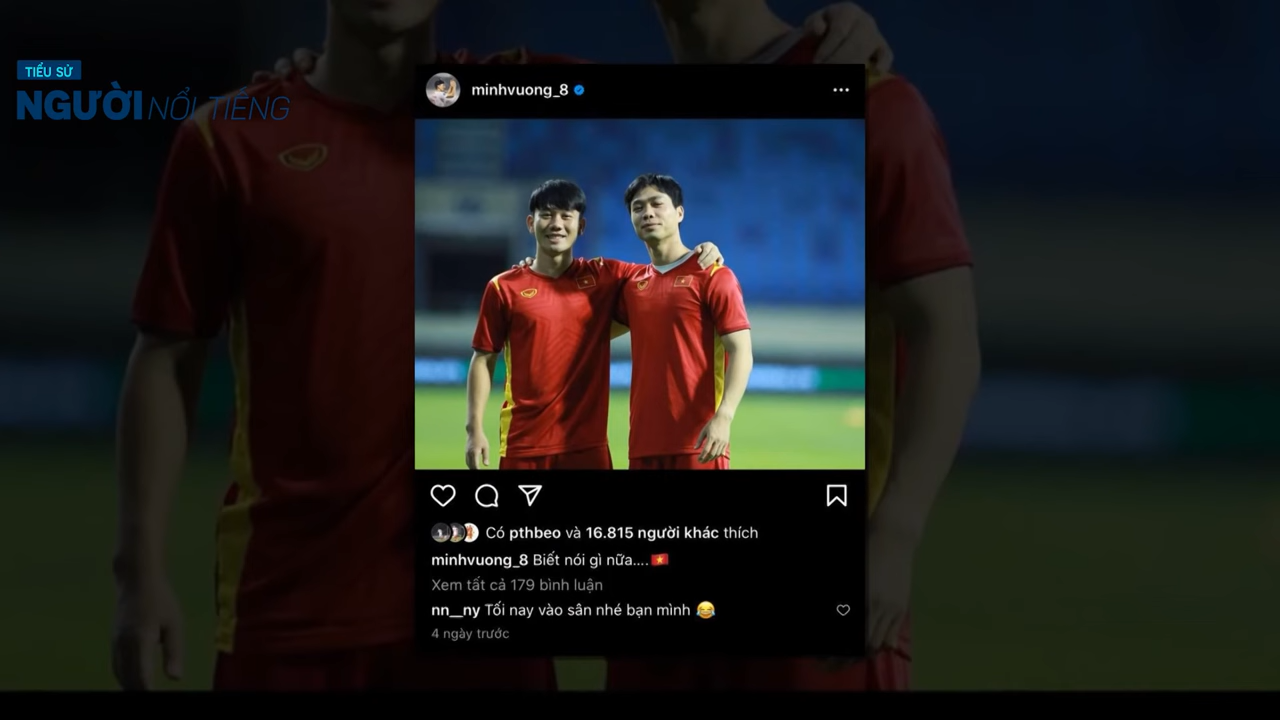 TIỂU SỬ
NGƯỜI NỔI TIẾNG
minhvuong_8
Có pthbeo và 16.815 người khác thích
minhvuong_8 Biết nói gì nữa....🇻🇳
Xem tất cả 179 bình luận
nn__ny Tối nay vào sân nhé bạn mình 😂
4 ngày trước